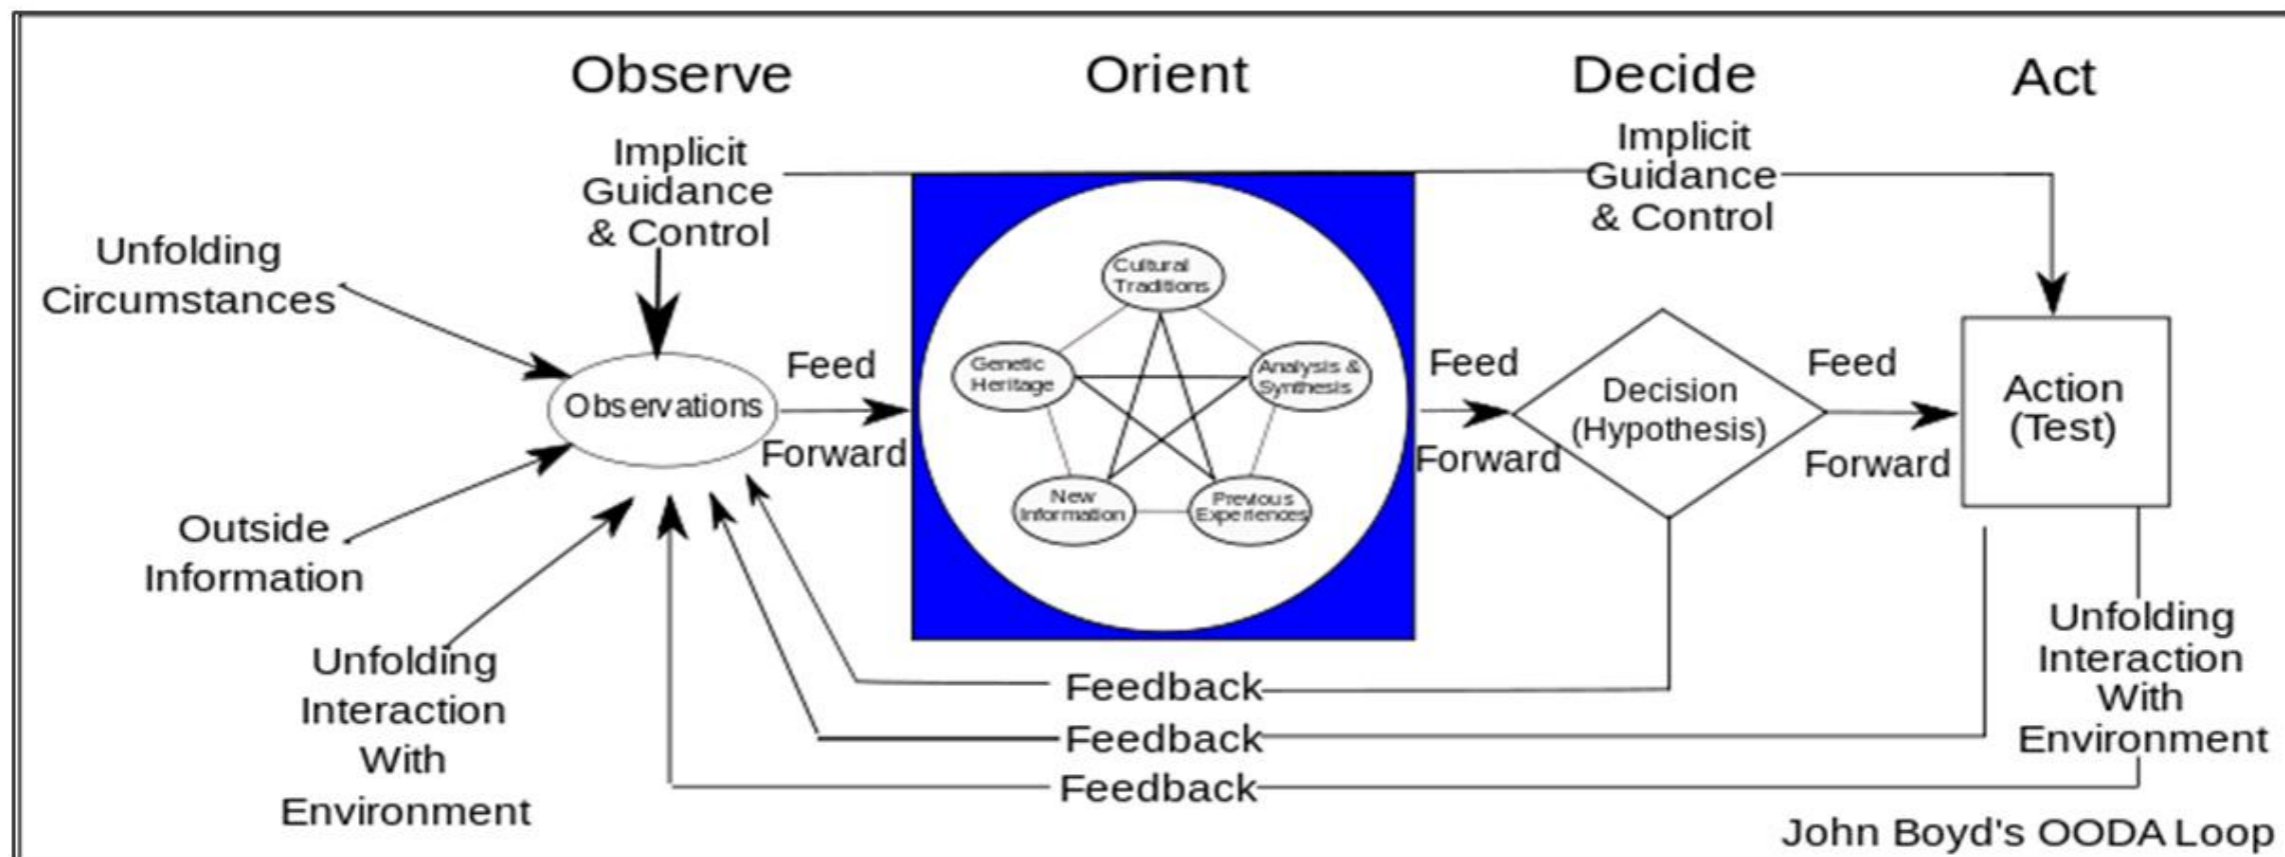 Observe
Orient
Decide
Act
Implicit
Guidance
& Control
Implicit
Guidance
& Control
Unfolding
Circumstances
Cultural
Traditions
Genetic
Heritage
Analysis &
Synthesis
New
Information
Previous
Experiences
Observations
Feed
Forward
Feed
Forward
Decision
(Hypothesis)
Feed
Forward
Action
(Test)
Outside
Information
Unfolding
Interaction
With
Environment
Unfolding
Interaction
With
Environment
Feedback
Feedback
Feedback
John Boyd's OODA Loop